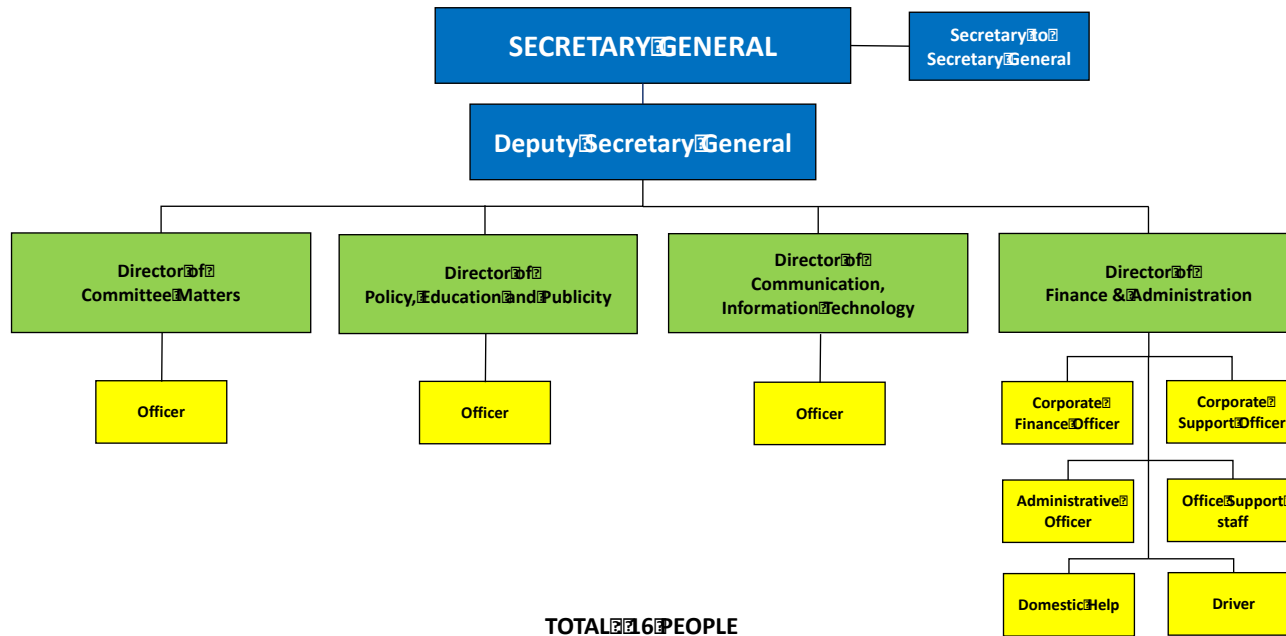 SECRETARY GENERAL
Secretary to
Secretary General
Deputy Secretary General
Director of
Committee Matters
Director of
Policy, Education and Publicity
Director of
Communication,
Information Technology
Director of
Finance & Administration
Officer
Officer
Officer
Corporate
Finance Officer
Corporate
Support Officer
Administrative
Officer
Office Support
staff
Domestic Help
Driver
TOTAL 16 PEOPLE